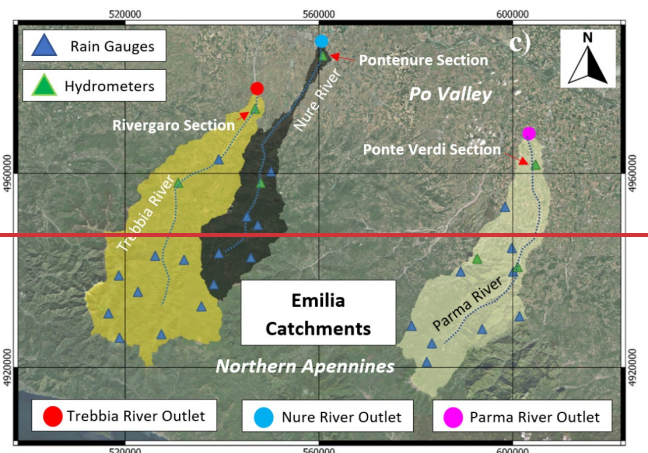 520000 560000 600000
Rain Gauges
Hydrometers
c)
N
Pontenure Section
Po Valley
Nure River
Rivergaro Section
Ponte Verdi Section
4960000
4960000
Trebbia River
Emilia
Catchments
Parma River
Northern Apennines
4920000
4920000
Trebbia River Outlet
Nure River Outlet
Parma River Outlet
520000 560000 600000